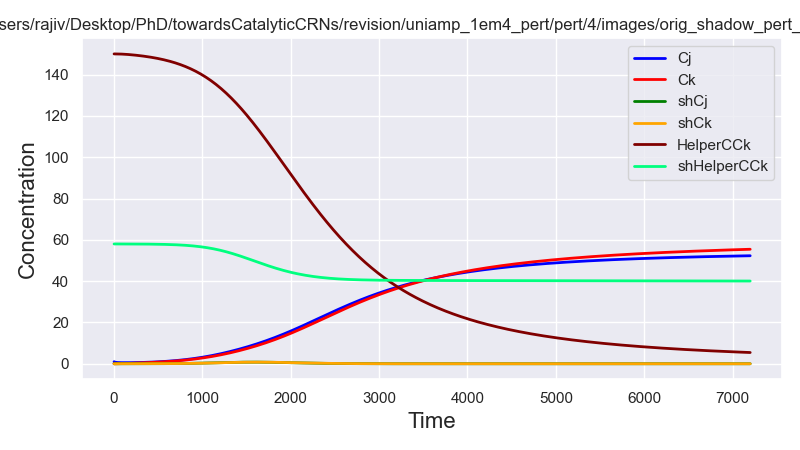 sers/rajiv/Desktop/PhD/towardsCatalyticCRNs/revision/uniamp_1em4_pert/pert/4/images/orig_shadow_pert_
Concentration
140
120
100
80
60
40
20
0
Cj
Ck
shCj
shCk
HelperCCk
shHelperCCk
0 1000 2000 3000 4000 5000 6000 7000
Time